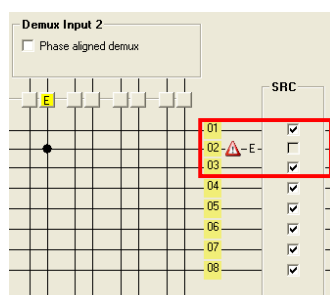 Demux Input 2
Phase aligned demux
E
SRC
01
02 E
03
04
05
06
07
08